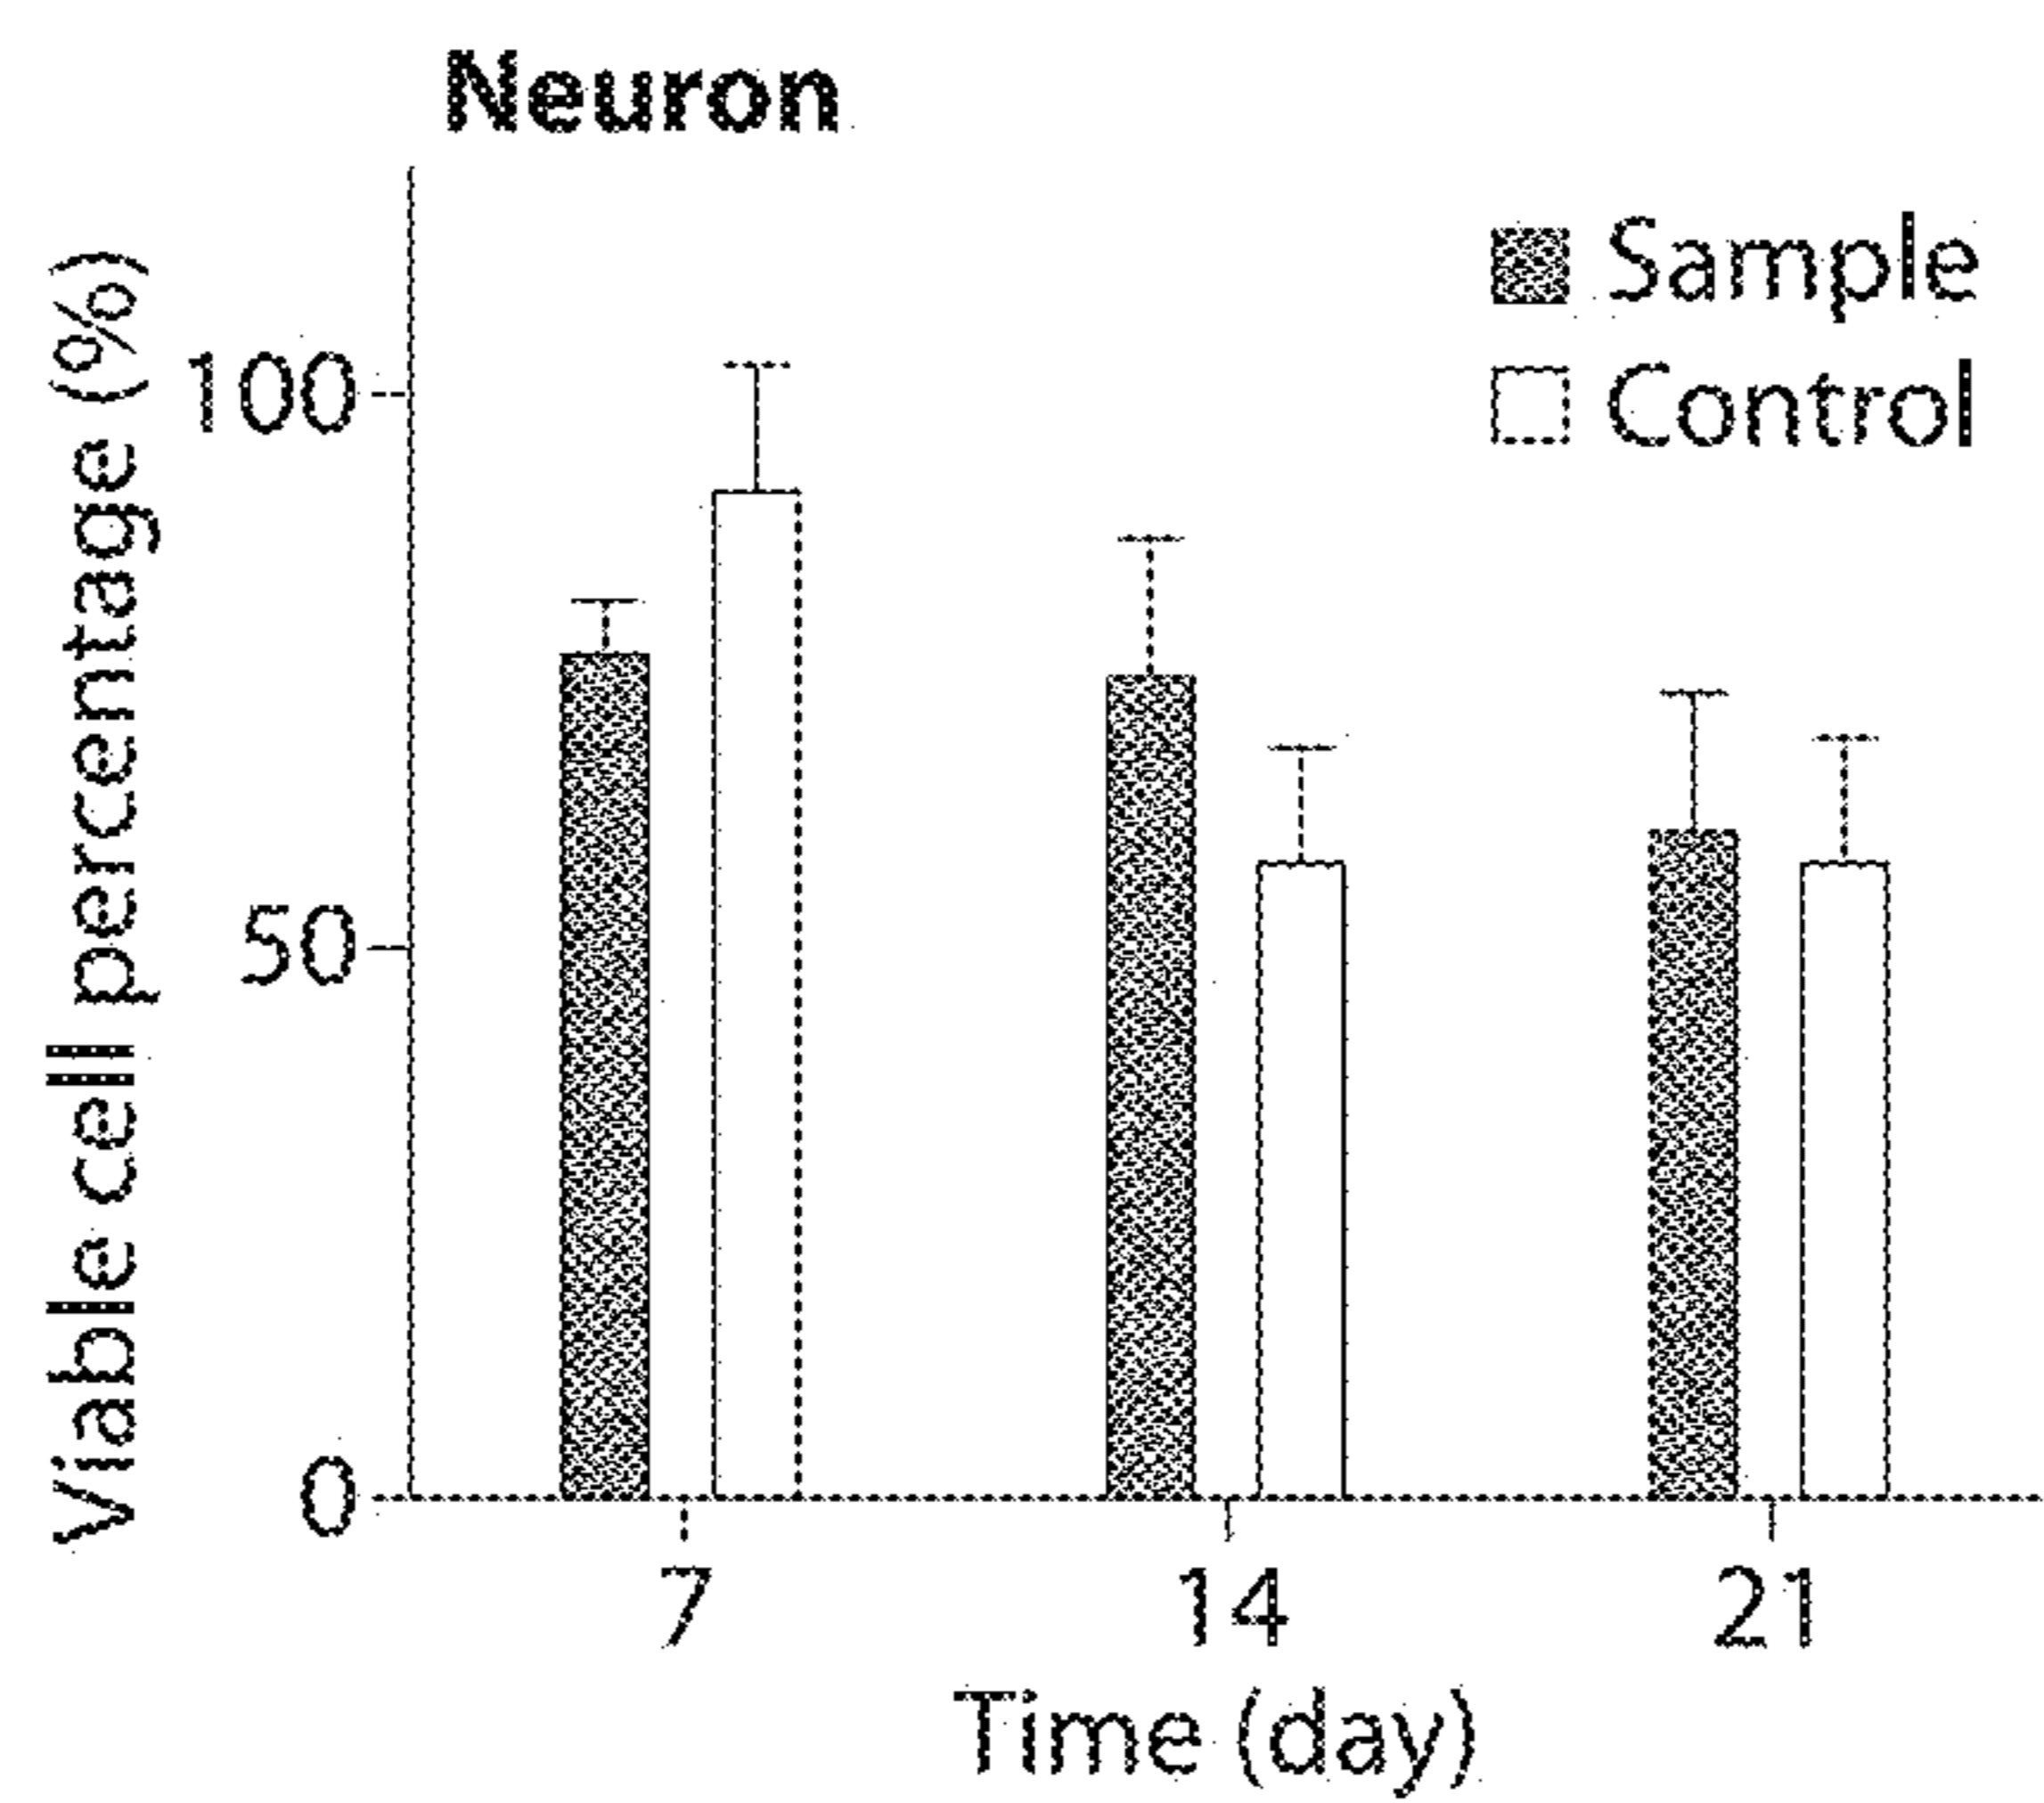 Neuron
Sample
Control
Viable cell percentage (%)
100
50
0
7
14
21
Time (day)